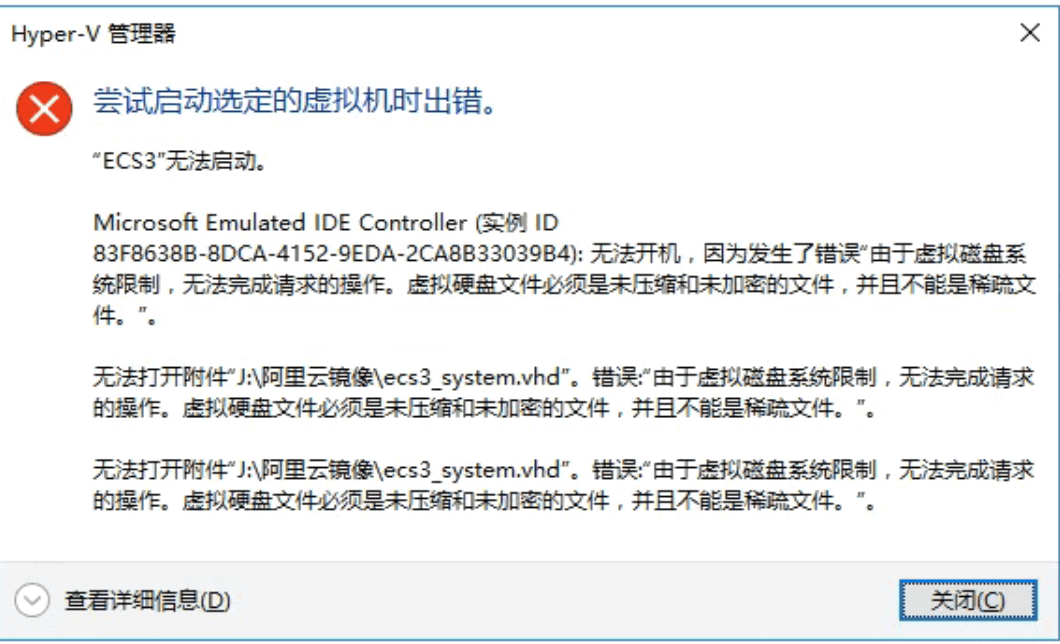 Hyper-V 管理器
尝试启动选定的虚拟机时出错。
“ECS3”无法启动。
Microsoft Emulated IDE Controller (实例 ID
83F8638B-8DCA-4152-9EDA-2CA8B33039B4): 无法开机，因为发生了错误“由于虚拟磁盘系
统限制，无法完成请求的操作。虚拟硬盘文件必须是未压缩和未加密的文件，并且不能是稀疏文
件。”。
无法打开附件“J:\阿里云镜像\ecs3_system.vhd”。错误:“由于虚拟磁盘系统限制，无法完成请求
的操作。虚拟硬盘文件必须是未压缩和未加密的文件，并且不能是稀疏文件。”。
无法打开附件“J:\阿里云镜像\ecs3_system.vhd”。错误:“由于虚拟磁盘系统限制，无法完成请求
的操作。虚拟硬盘文件必须是未压缩和未加密的文件，并且不能是稀疏文件。”。
查看详细信息(D)
关闭(C)